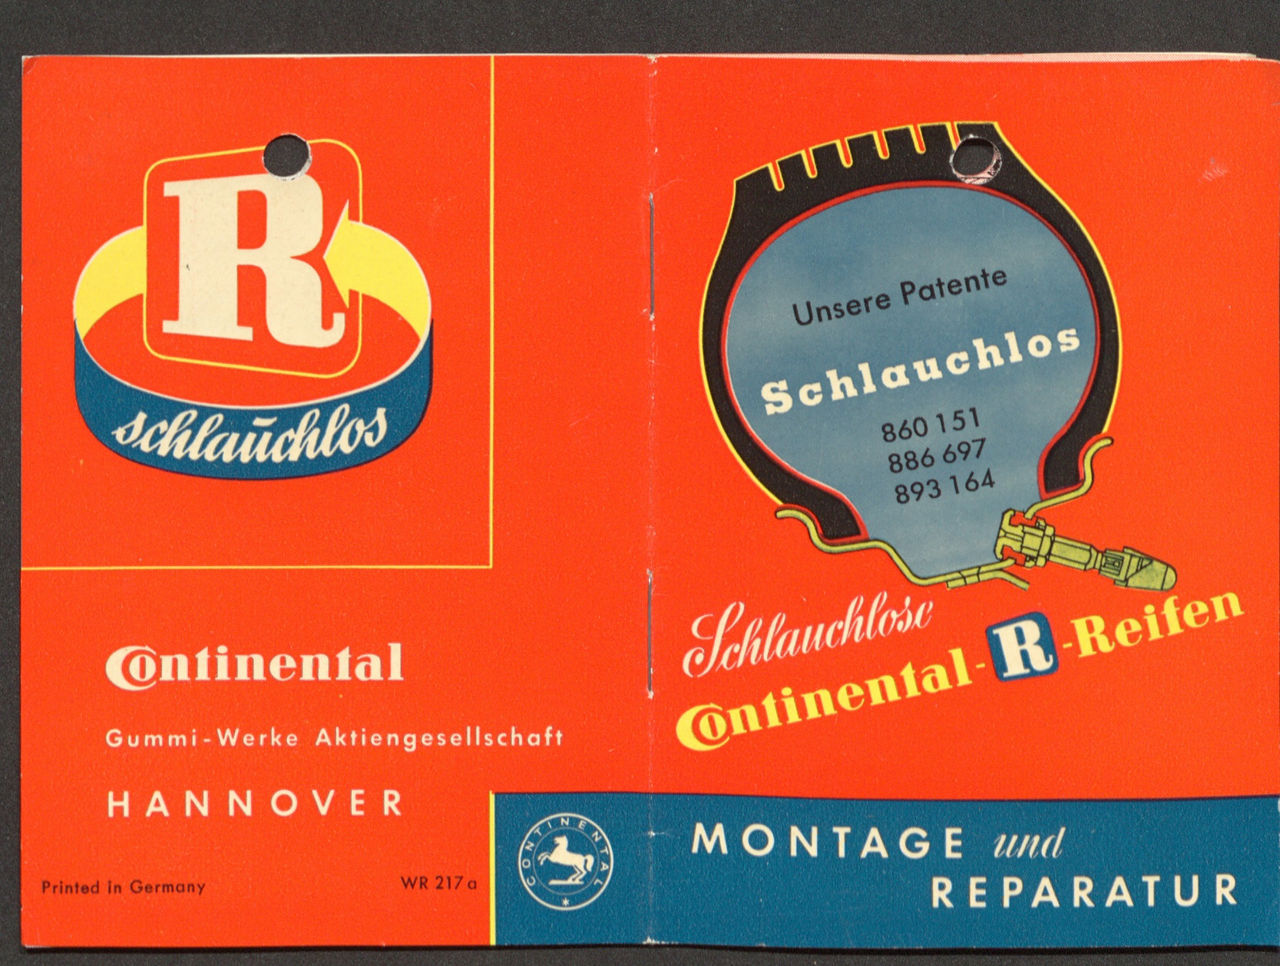 R
schlauchlos
Continental
Gummi-Werke Aktiengesellschaft
HANNOVER
Printed in Germany
WR 217a
Unsere Patente
Schlauchlos
860 151
886 697
893 164
Schlauchlose
Continental-R-Reifen
CONTINENTAL
MONTAGE und
REPARATUR